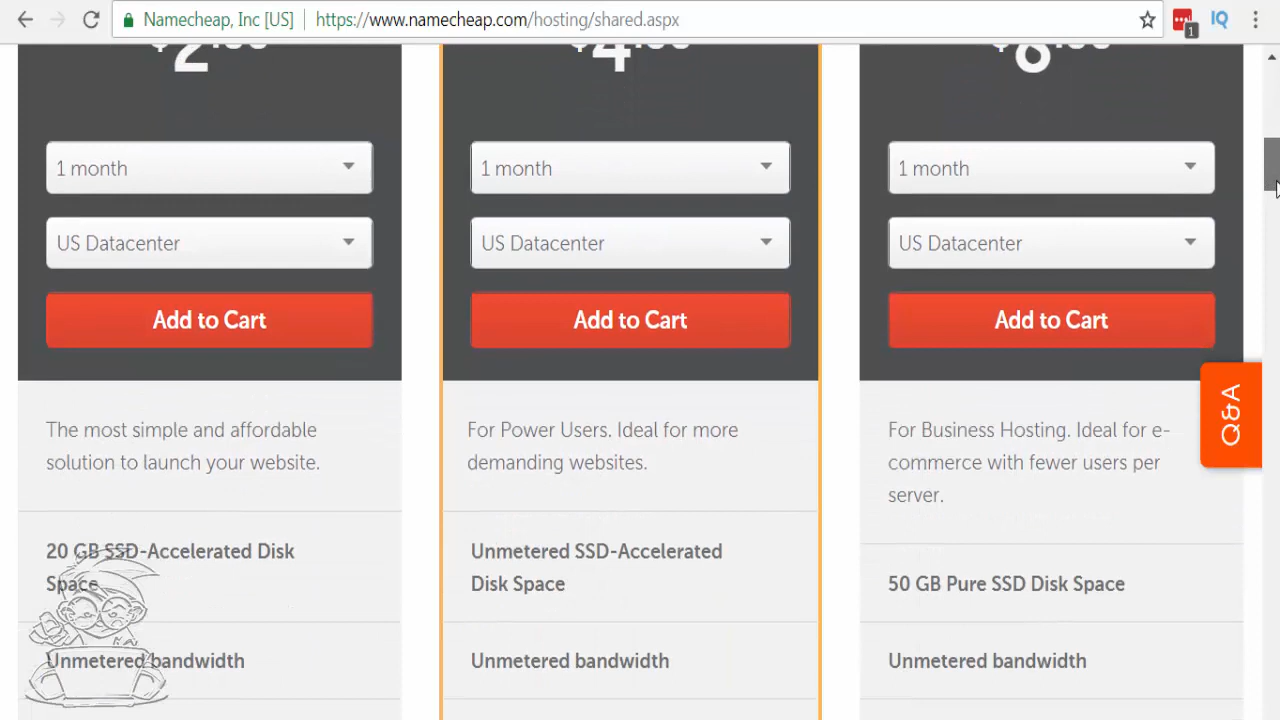 Namecheap, Inc [US] https://www.namecheap.com/hosting/shared.aspx
1
IQ
1 month
1 month
1 month
US Datacenter
US Datacenter
US Datacenter
Add to Cart
Add to Cart
Add to Cart
Q&A
The most simple and affordable
solution to launch your website.
For Power Users. Ideal for more
demanding websites.
For Business Hosting. Ideal for e-
commerce with fewer users per
server.
20 GB SSD-Accelerated Disk
Space
Unmetered SSD-Accelerated
Disk Space
50 GB Pure SSD Disk Space
Unmetered bandwidth
Unmetered bandwidth
Unmetered bandwidth